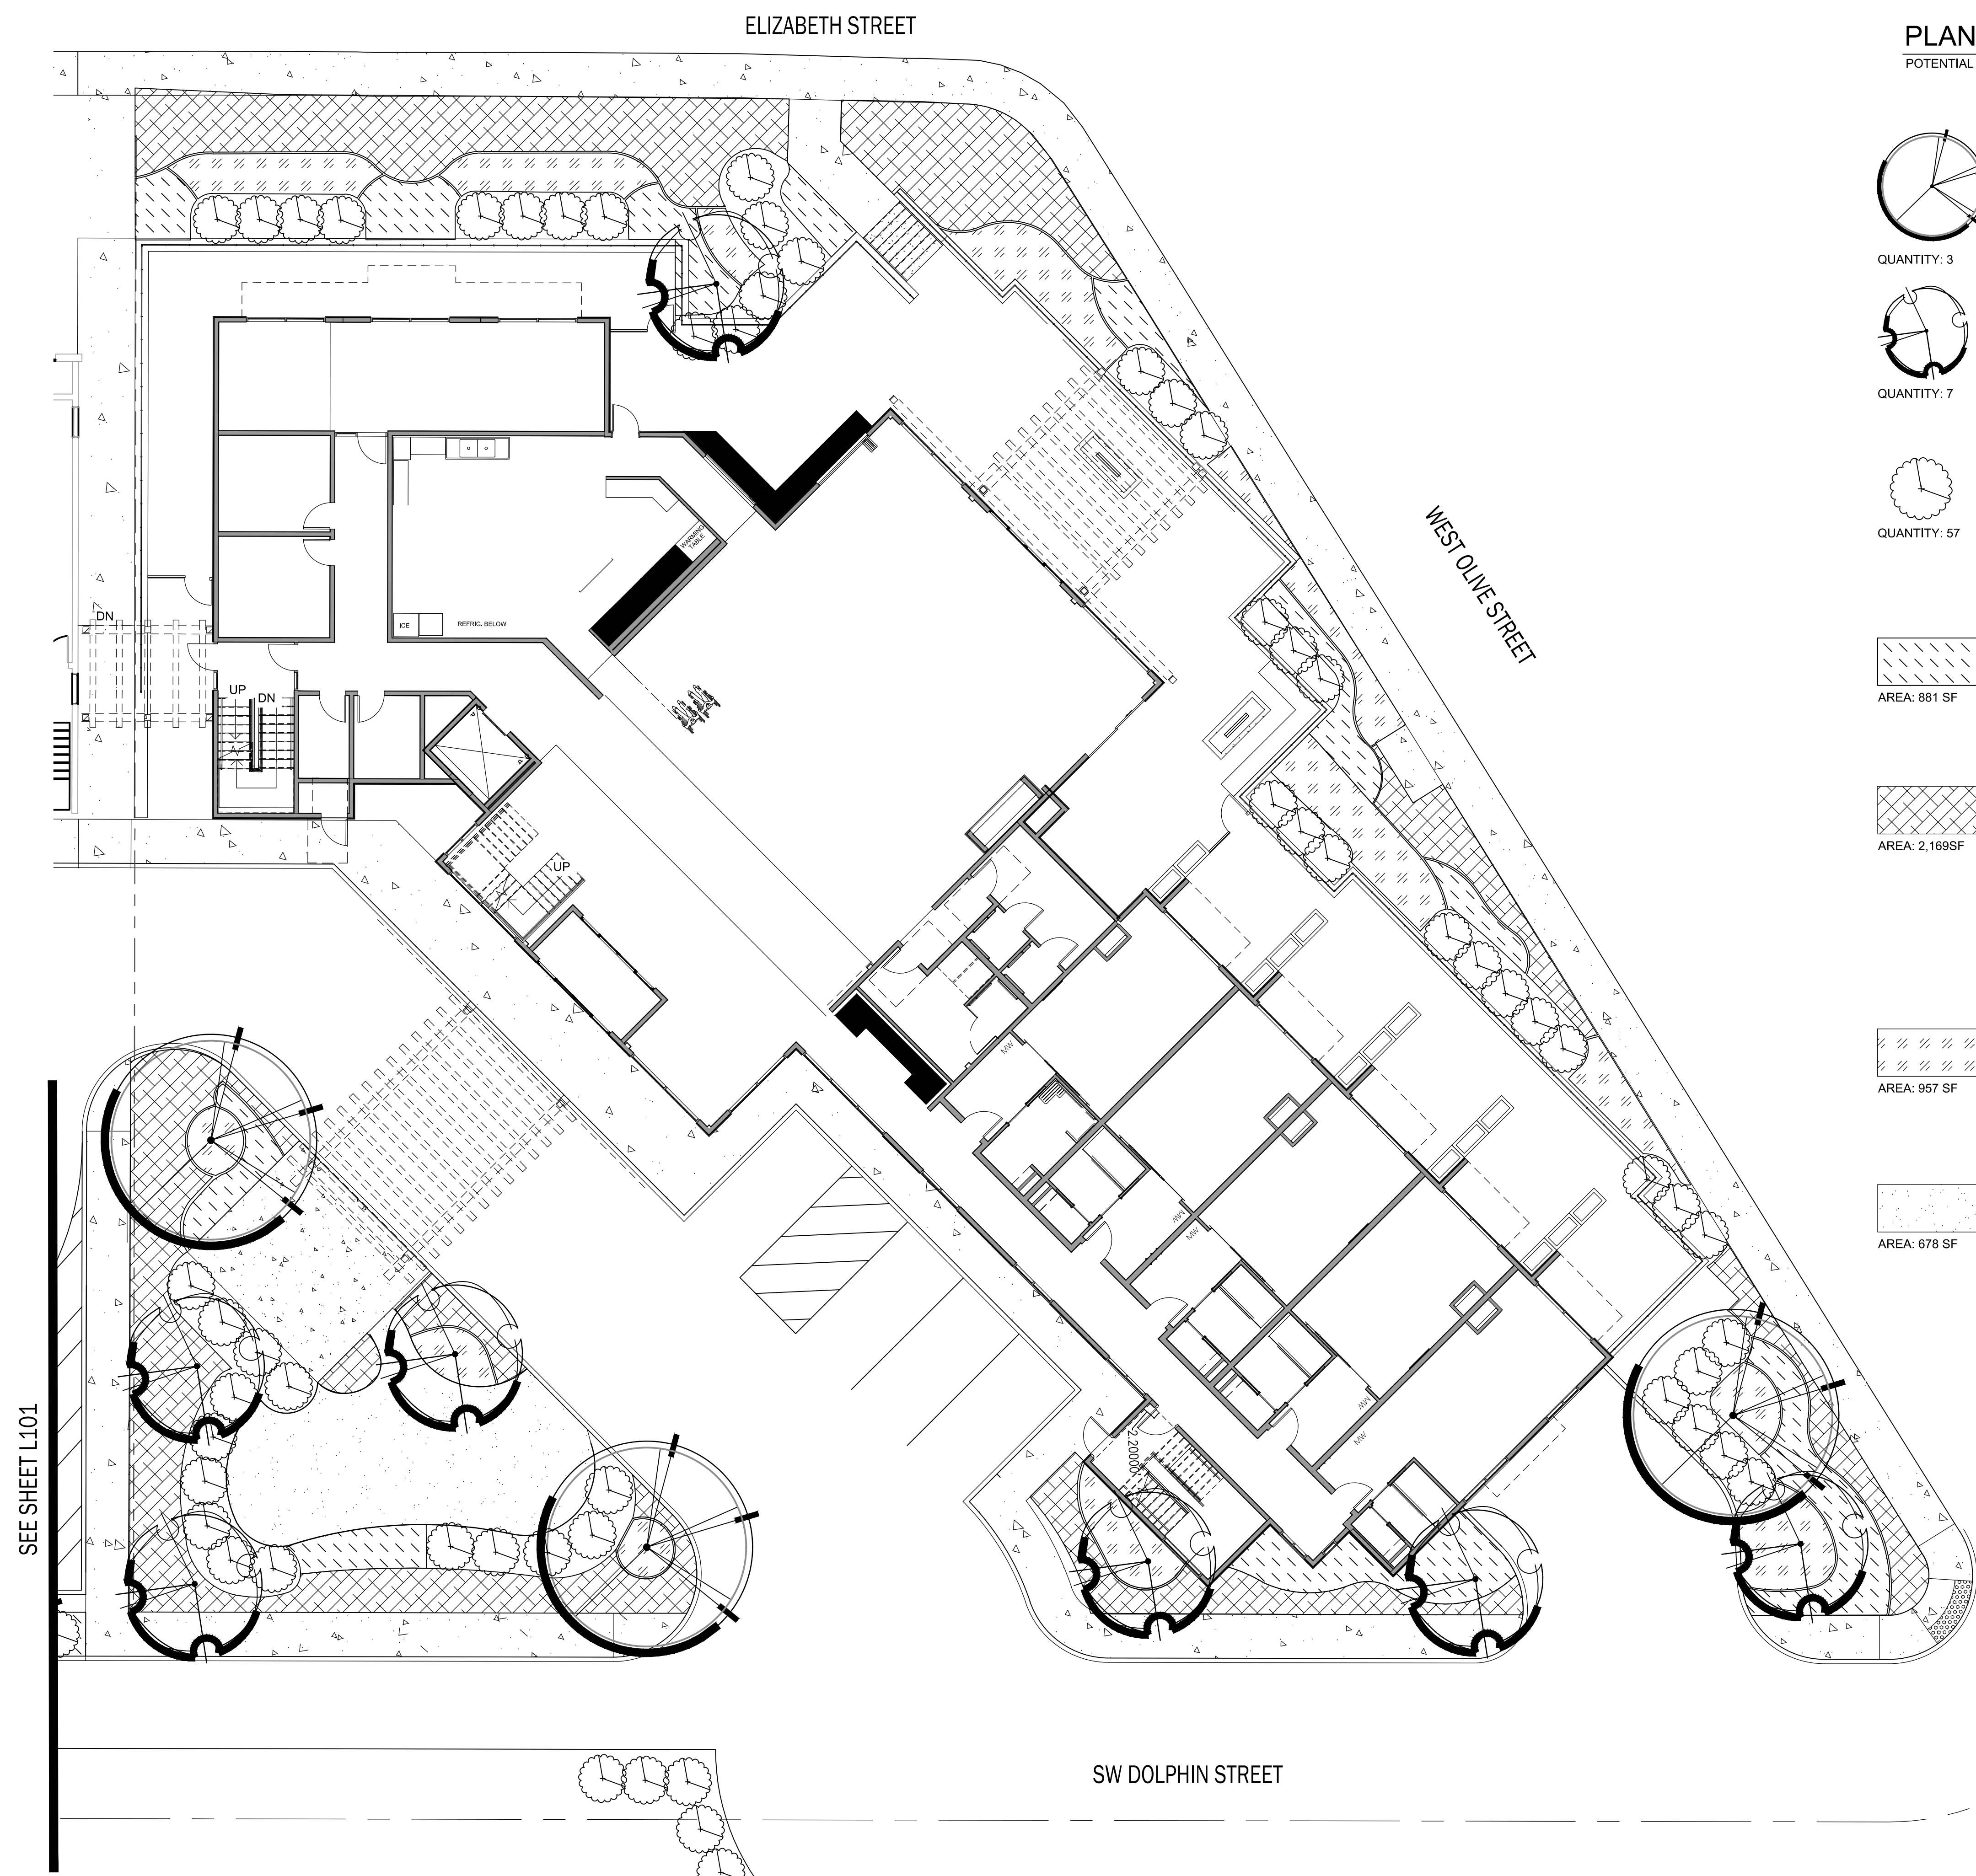 ELIZABETH STREET
PLAN
POTENTIAL
QUANTITY: 3
QUANTITY: 7
QUANTITY: 57
WEST OLIVE STREET
WARMING
TABLE
ICE
REFRIG. BELOW
DN
UP
DN
AREA: 881 SF
AREA: 2,169SF
UP
MW
AREA: 957 SF
MW
MW
AREA: 678 SF
MW
MW
2.20000
SEE SHEET L101
SW DOLPHIN STREET